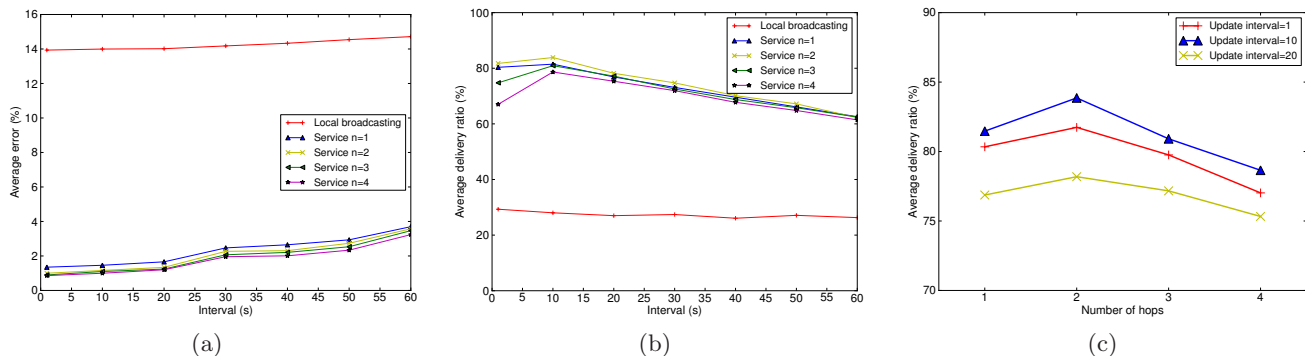 16
14
12
10
8
6
4
2
0
0
10
20
30
40
50
60
Interval (s)
Average error (%)
Local broadcasting
Service n=1
Service n=2
Service n=3
Service n=4
(a)
100
80
60
40
20
0
0
5
10
15
20
25
30
35
40
45
50
55
60
Interval (s)
Average delivery ratio (%)
Local broadcasting
Service n=1
Service n=2
Service n=3
Service n=4
(b)
90
85
80
75
70
1
2
3
4
Number of hops
Average delivery ratio (%)
Update interval=1
Update interval=10
Update interval=20
(c)